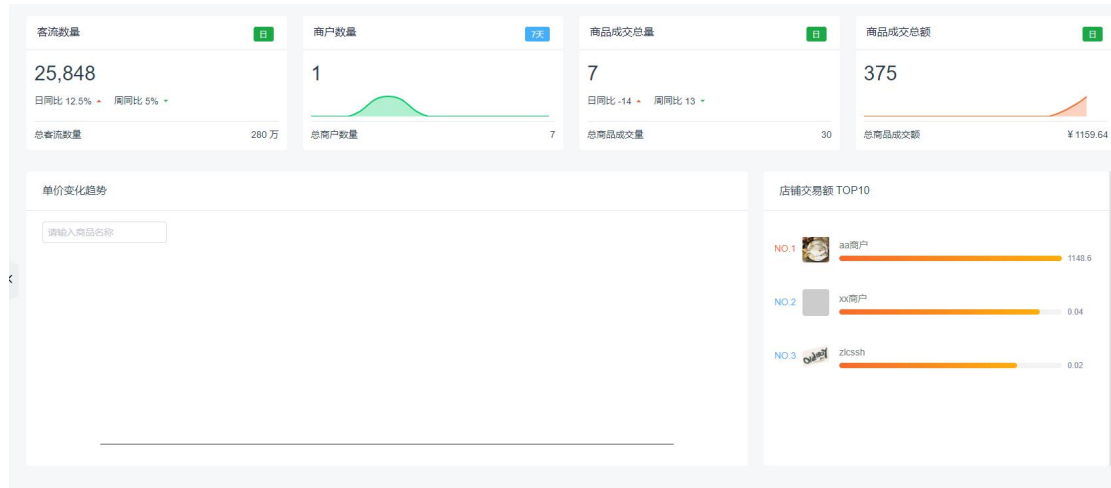 客流数量 日
商户数量 7天
商品成交总量 日
商品成交总额 日
25,848
1
7
375
日同比 12.5% 周同比 5%
日同比 -14 周同比 13
总客流数量 280 万
总商户数量 7
总商品成交量 30
总商品成交额 ¥ 1159.64
单价变化趋势
店铺交易额 TOP10
请输入商品名称
NO.1 aa商户 1148.6
NO.2 xx商户 0.04
NO.3 zlcssh 0.02